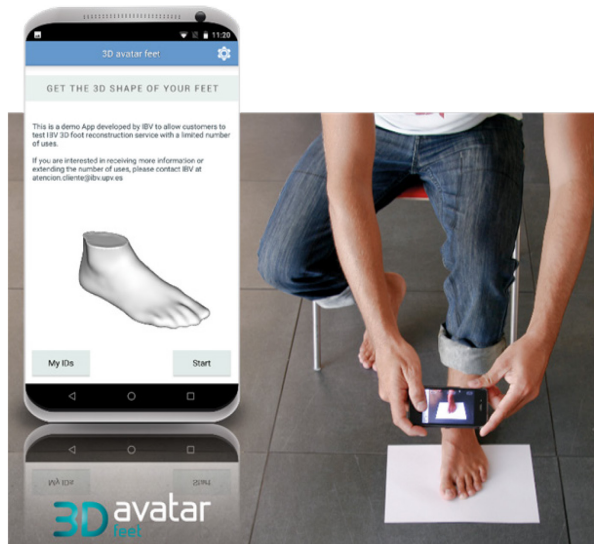 11:20
3D avatar feet
GET THE 3D SHAPE OF YOUR FEET
This is a demo App developed by IBV to allow customers to
test IBV 3D foot reconstruction service with a limited number
of uses.
If you are interested in receiving more information or
extending the number of uses, please contact IBV at
atencion.cliente@ibv.upv.es
My IDs
Start
My IDs
Start
3D avatar
feet